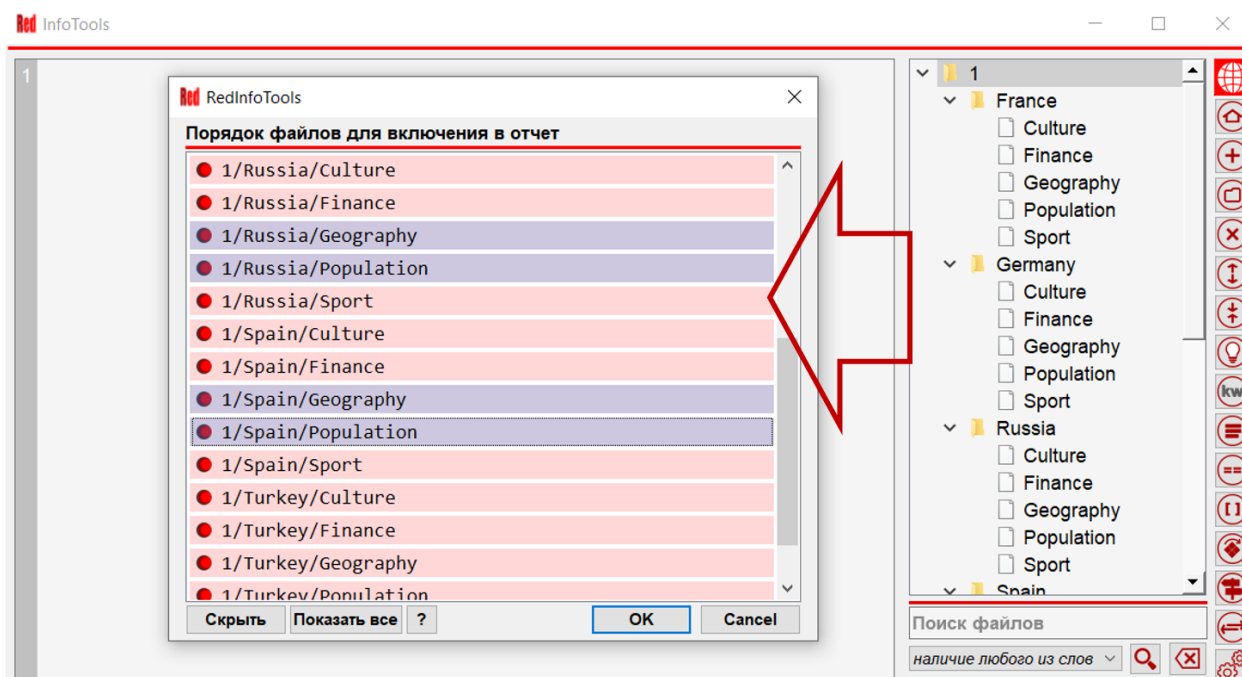 Red InfoTools
1
Red RedInfoTools
Порядок файлов для включения в отчет
1/Russia/Culture
1/Russia/Finance
1/Russia/Geography
1/Russia/Population
1/Russia/Sport
1/Spain/Culture
1/Spain/Finance
1/Spain/Geography
1/Spain/Population
1/Spain/Sport
1/Turkey/Culture
1/Turkey/Finance
1/Turkey/Geography
1/Turkey/Population
Скрыть Показать все ? OK Cancel
1
France
Culture
Finance
Geography
Population
Sport
Germany
Culture
Finance
Geography
Population
Sport
Russia
Culture
Finance
Geography
Population
Sport
Spain
Поиск файлов
наличие любого из слов
kw